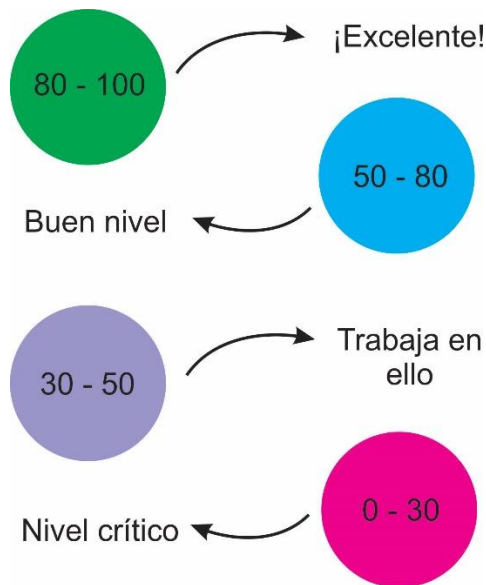 80 - 100
¡Excelente!
50 - 80
Buen nivel
30 - 50
Trabaja en
ello
0 - 30
Nivel crítico